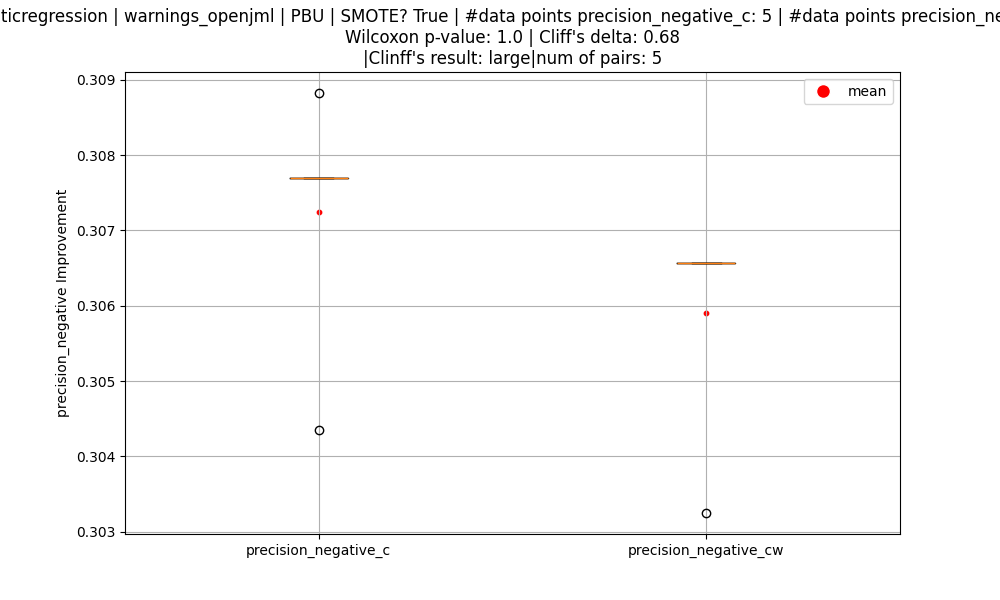 ticregression | warnings_openjml | PBU | SMOTE? True | #data points precision_negative_c: 5 | #data points precision_ne
Wilcoxon p-value: 1.0 | Cliff's delta: 0.68
|Clinff's result: large|num of pairs: 5
mean
precision_negative Improvement
0.309
0.308
0.307
0.306
0.305
0.304
0.303
precision_negative_c
precision_negative_cw